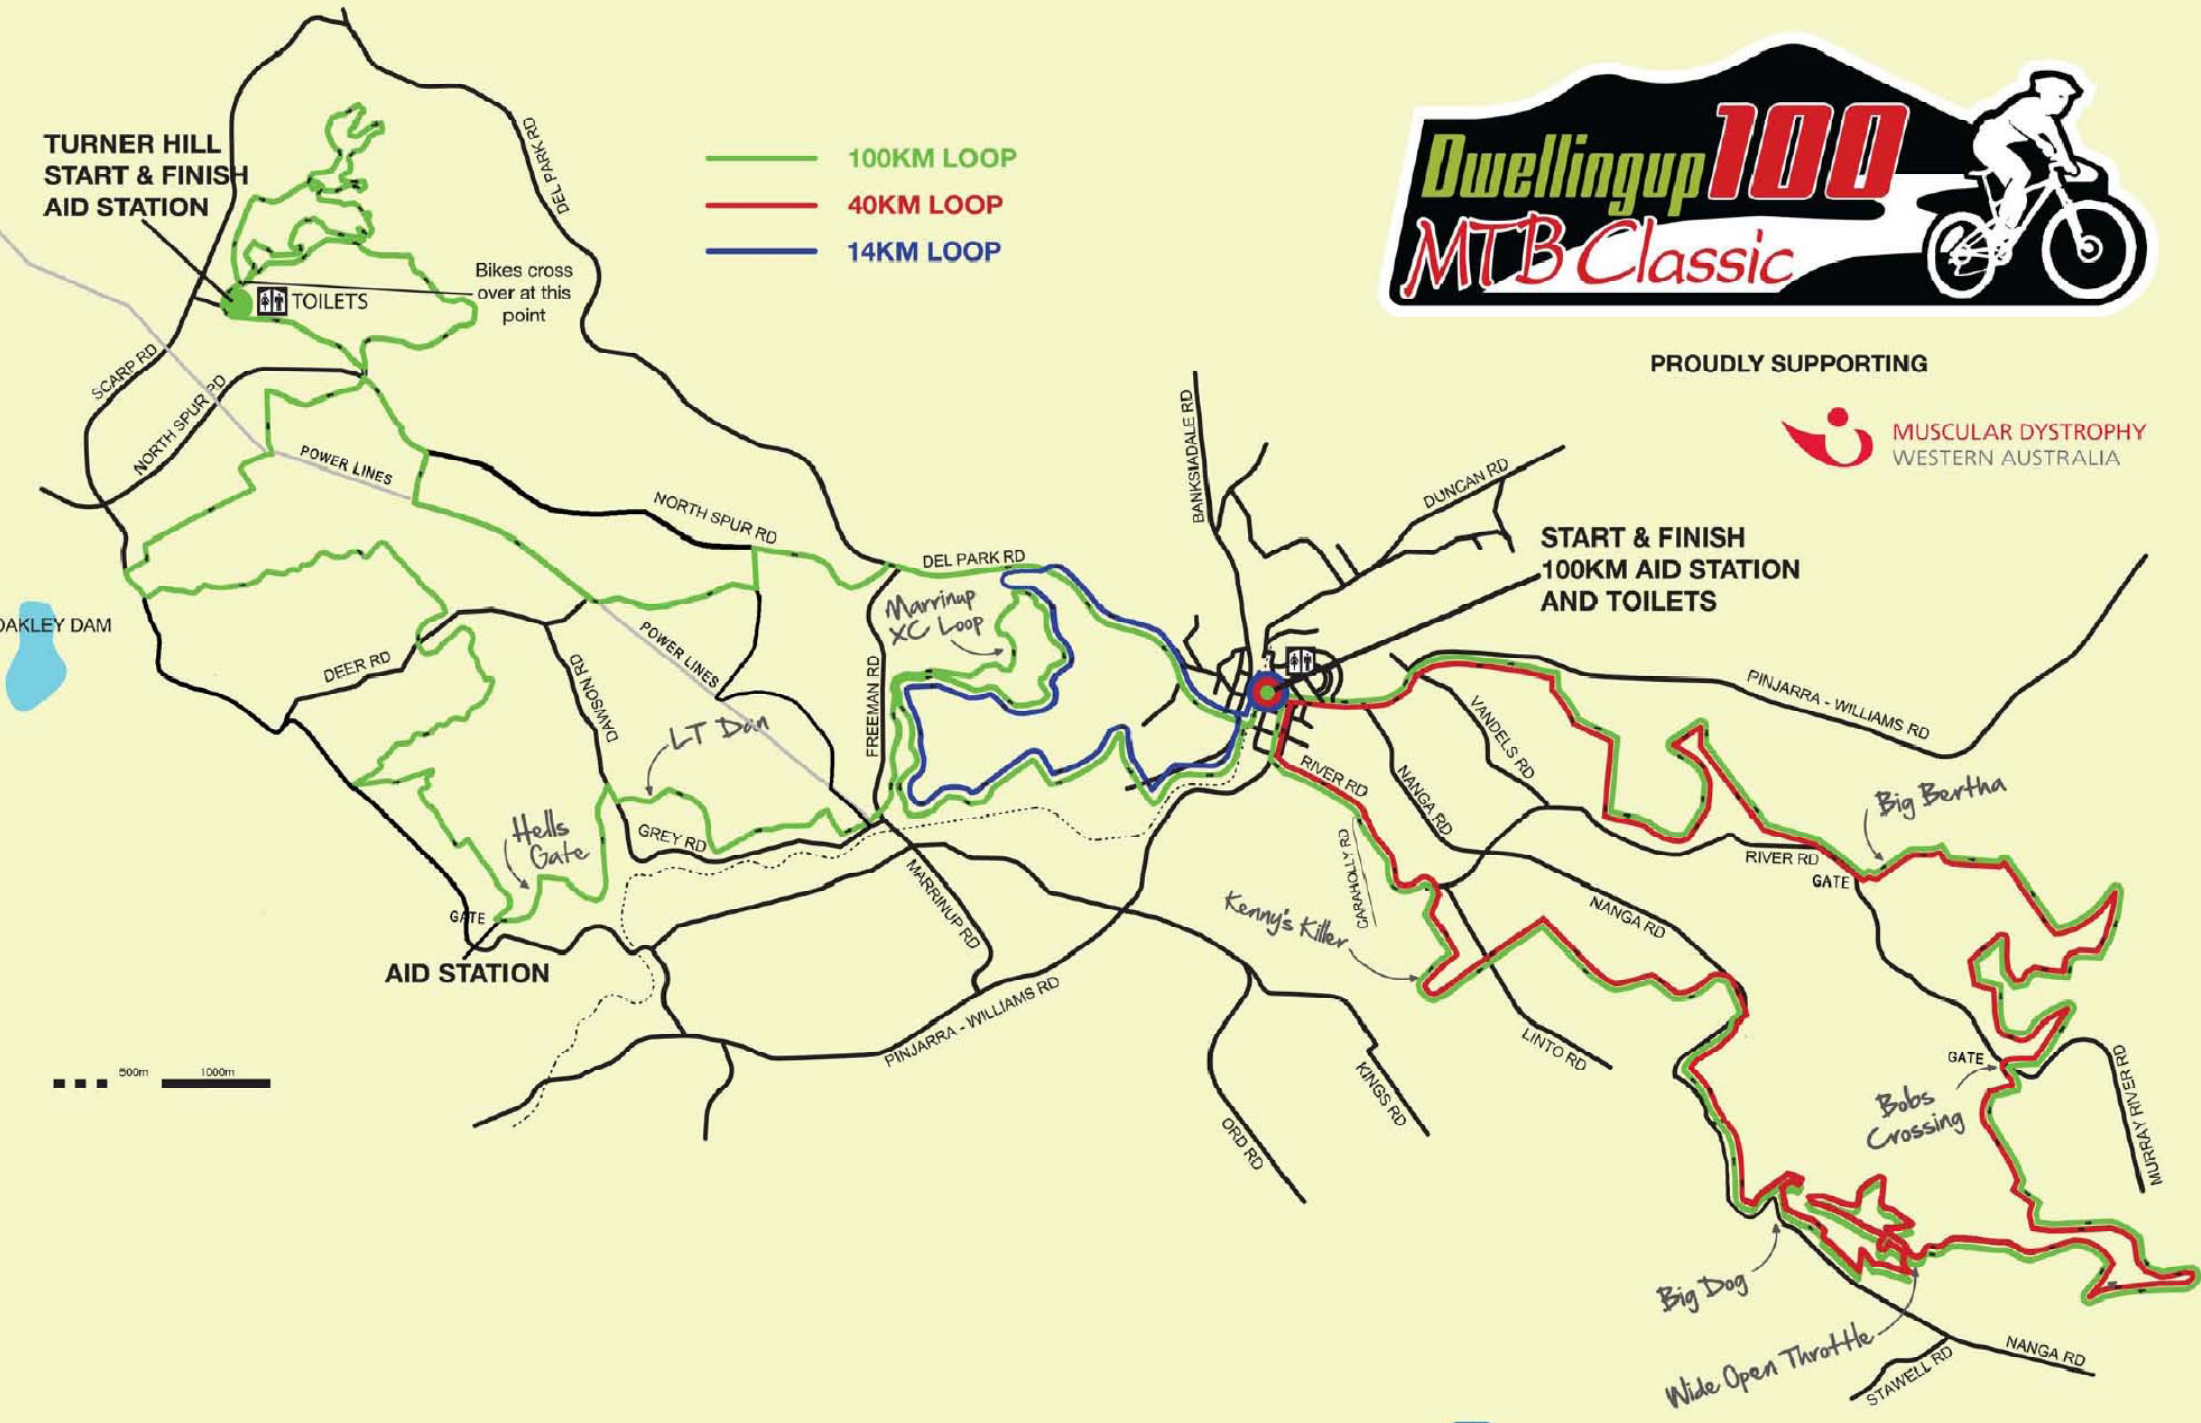 TURNER HILL
START & FINISH
AID STATION
TOILETS
Bikes cross
over at this
point
DEL PARK RD
100KM LOOP
40KM LOOP
14KM LOOP
Dwellingup100
MTB Classic
PROUDLY SUPPORTING
MUSCULAR DYSTROPHY
WESTERN AUSTRALIA
SCARP RD
NORTH SPUR RD
POWER LINES
NORTH SPUR RD
DEL PARK RD
BANKSIADALE RD
DUNCAN RD
START & FINISH
100KM AID STATION
AND TOILETS
OAKLEY DAM
DEER RD
DAWSON RD
POWER LINES
Marrinup
XC Loop
FREEMAN RD
LT Dan
GREY RD
Hells
Gate
GATE
AID STATION
MARRINUP RD
PINJARRA - WILLIAMS RD
500m
1000m
PINJARRA - WILLIAMS RD
VANDELS RD
RIVER RD
NANGA RD
CARAHOLLY RD
Kenny's Killer
Big Bertha
RIVER RD
GATE
NANGA RD
LINTO RD
KINGS RD
ORD RD
GATE
Bobs
Crossing
MURRAY RIVER RD
Big Dog
Wide Open Throttle
NANGA RD
STAWELL RD